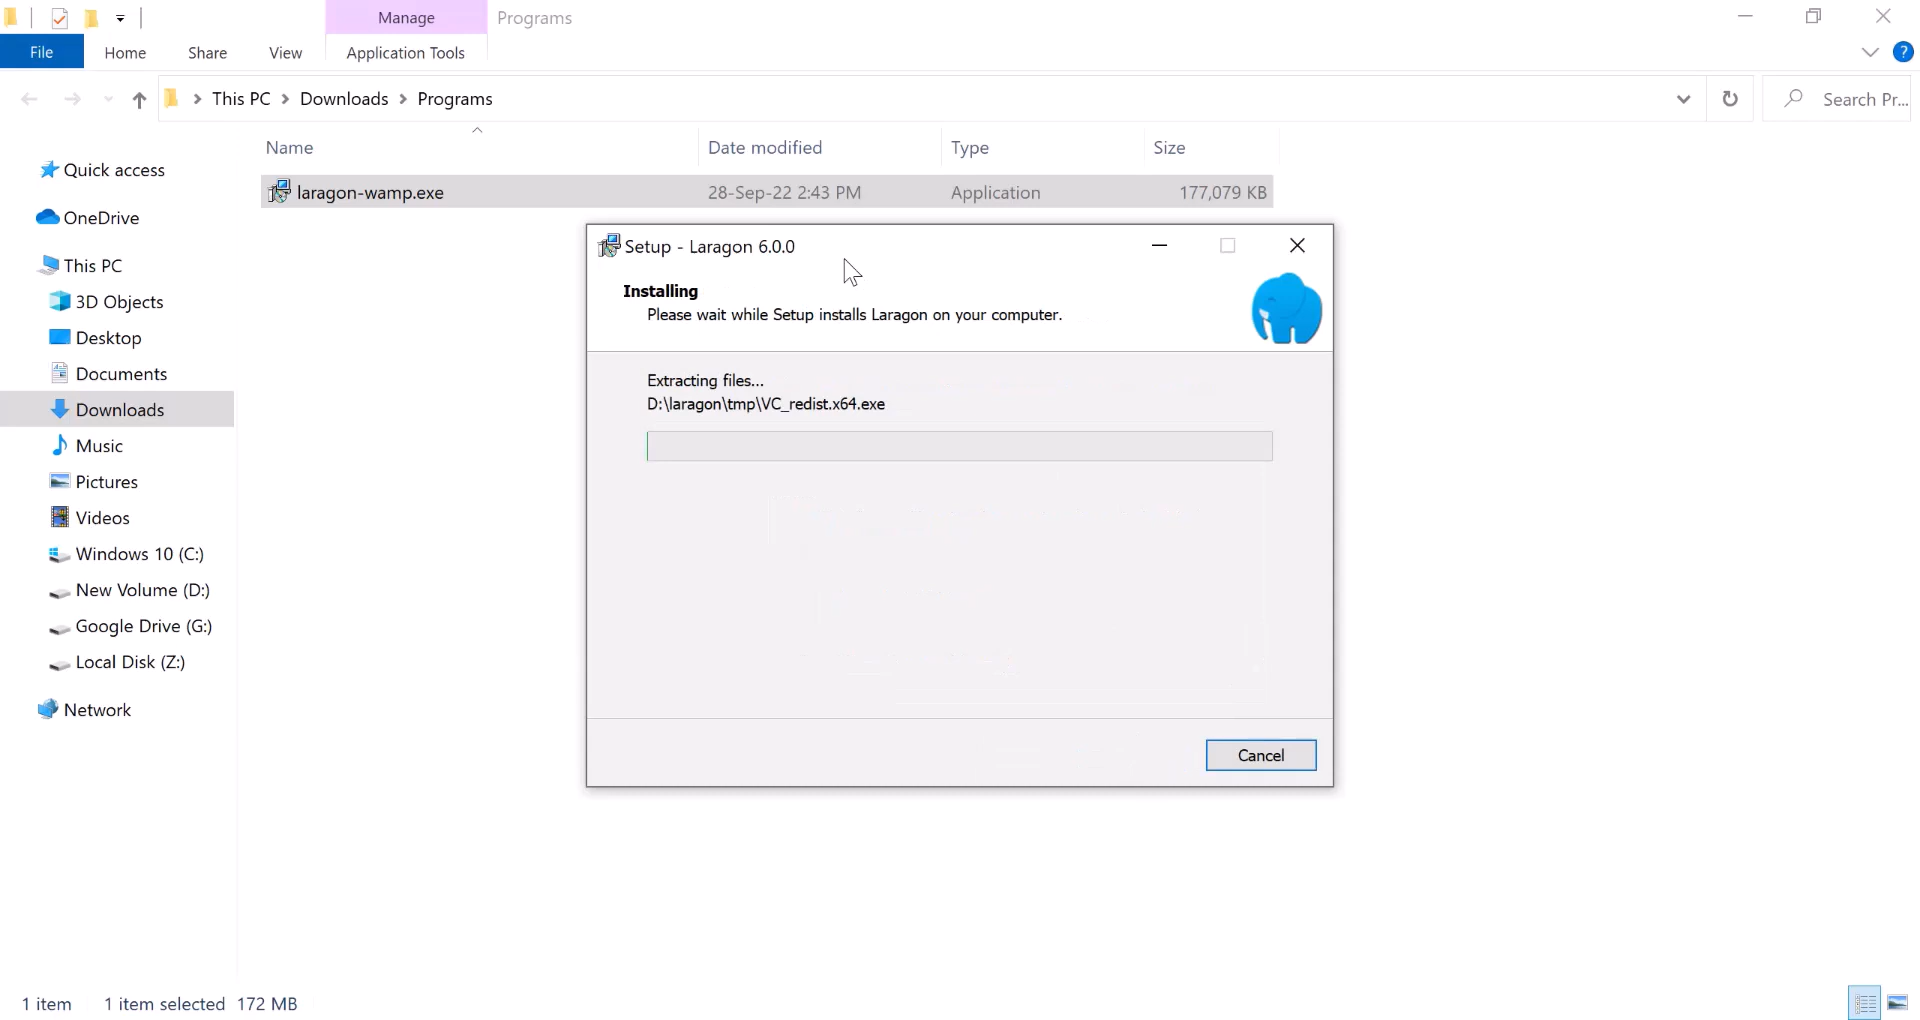 Manage
Programs
File
Home
Share
View
Application Tools
?
This PC
Downloads
Programs
Search Pr...
Name
Date modified
Type
Size
Quick access
laragon-wamp.exe
28-Sep-22 2:43 PM
Application
177,079 KB
OneDrive
This PC
3D Objects
Desktop
Documents
Downloads
Music
Pictures
Videos
Windows 10 (C:)
New Volume (D:)
Google Drive (G:)
Local Disk (Z:)
Network
Setup - Laragon 6.0.0
Installing
Please wait while Setup installs Laragon on your computer.
Extracting files...
D:\laragon\tmp\VC_redist.x64.exe
Cancel
1 item
1 item selected
172 MB